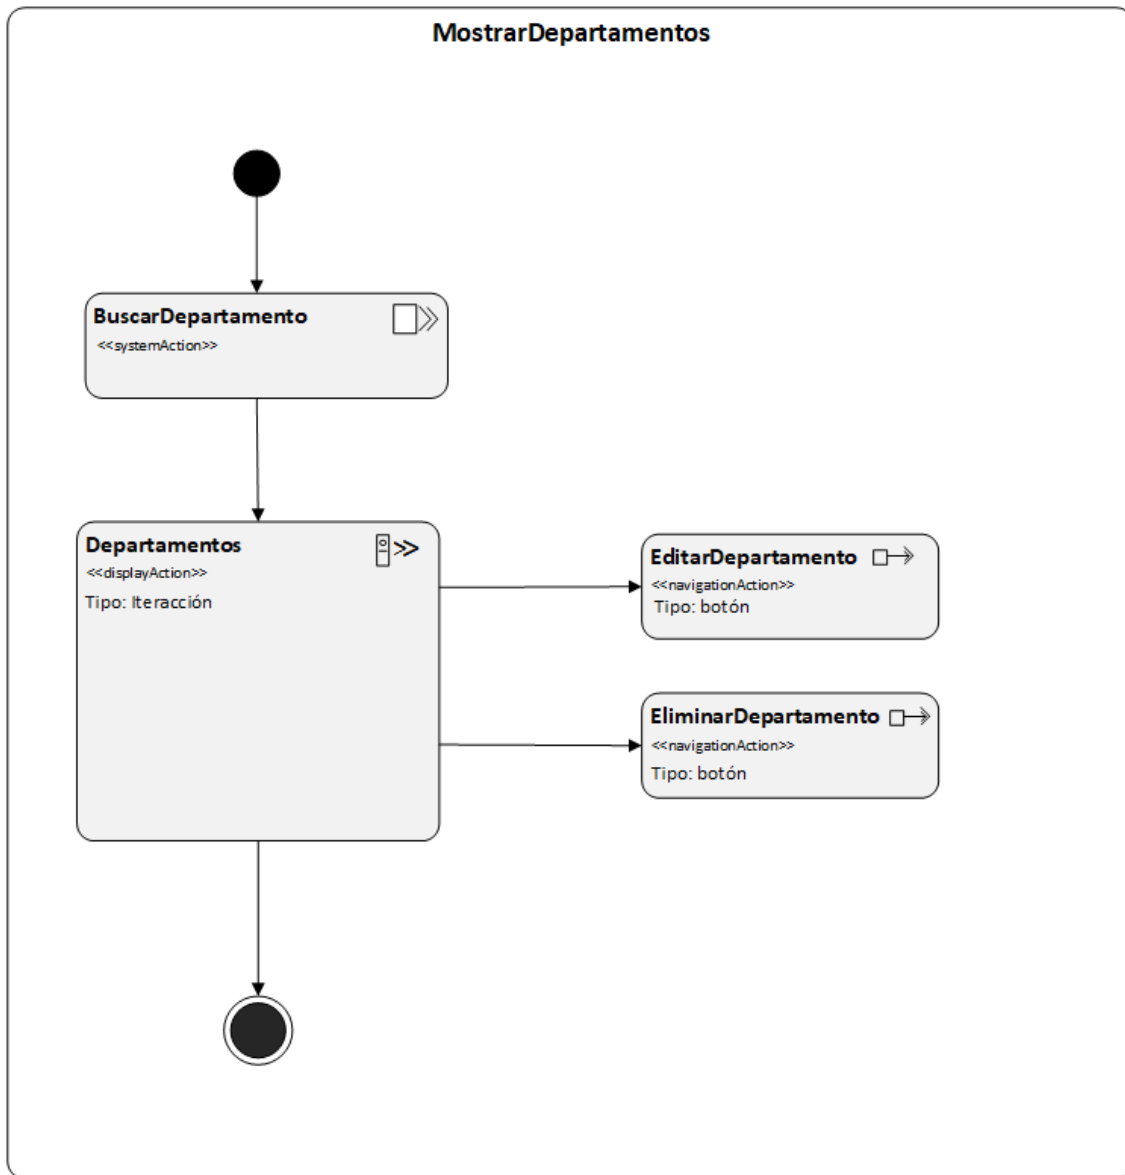 MostrarDepartamentos
BuscarDepartamento
<<systemAction>>
Departamentos
<<displayAction>>
Tipo: Iteracción
EditarDepartamento
<<navigationAction>>
Tipo: botón
EliminarDepartamento
<<navigationAction>>
Tipo: botón